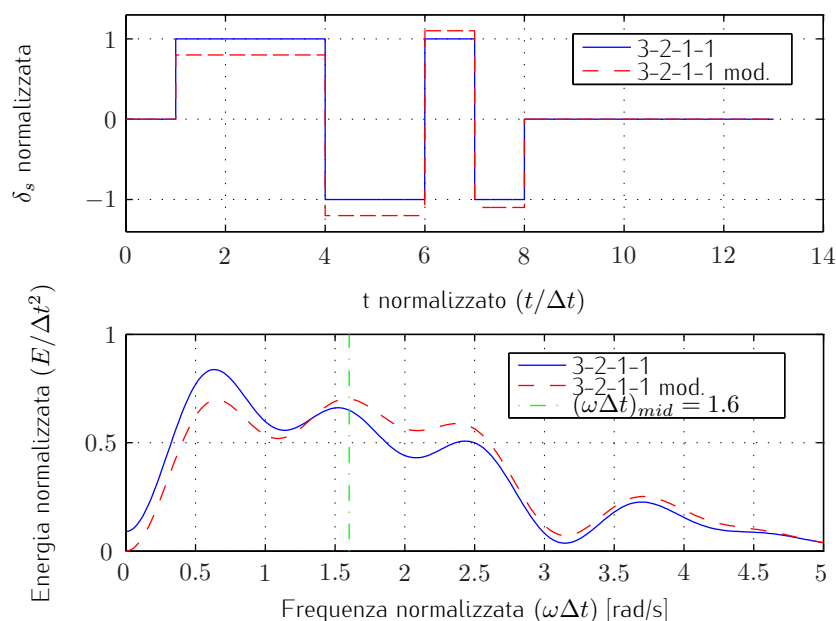 1
0
−1
δs normalizzata
3-2-1-1
3-2-1-1 mod.
0 2 4 6 8 10 12 14
t normalizzato (t/Δt)
1
0.5
0
Energia normalizzata (E/Δt²)
3-2-1-1
3-2-1-1 mod.
(ωΔt)mid = 1.6
0 0.5 1 1.5 2 2.5 3 3.5 4 4.5 5
Frequenza normalizzata (ωΔt) [rad/s]